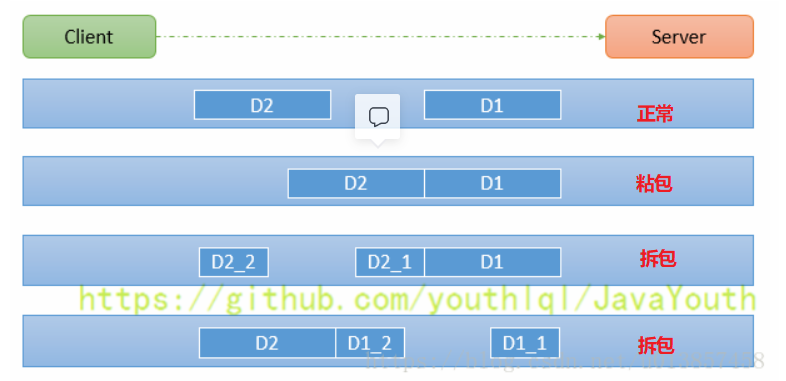 Client
Server
D2
D1
正常
D2
D1
粘包
D2_2
D2_1
D1
拆包
https://github.com/youthlql/JavaYouth
D2
D1_2
D1_1
拆包